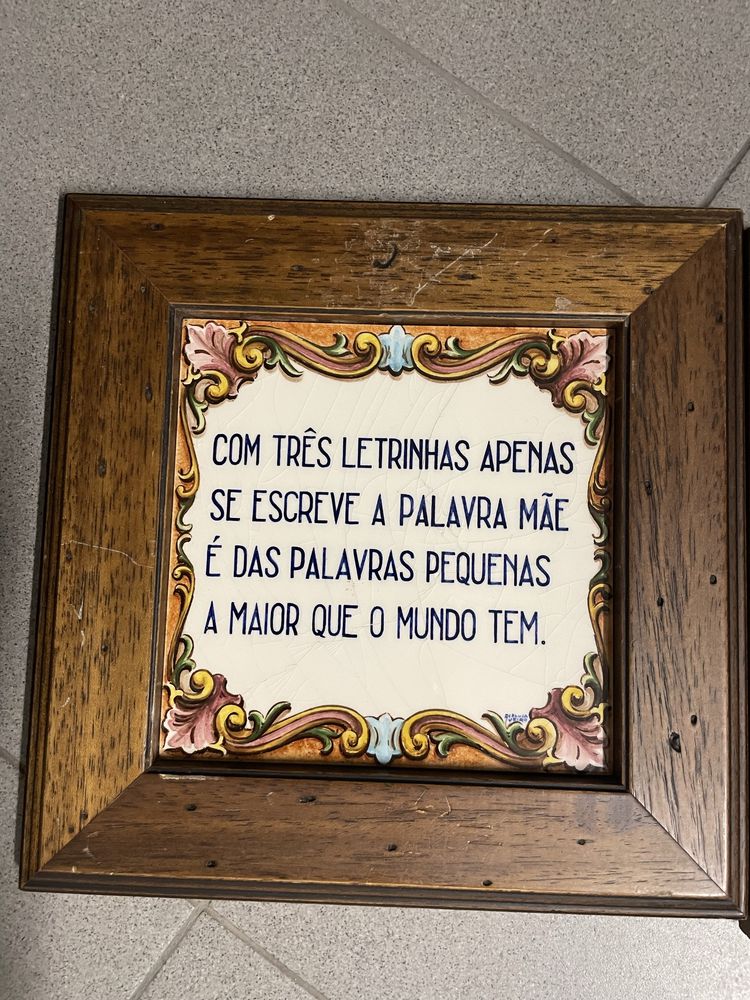 COM TRÊS LETRINHAS APENAS
SE ESCREVE A PALAVRA MÃE
É DAS PALAVRAS PEQUENAS
A MAIOR QUE O MUNDO TEM.